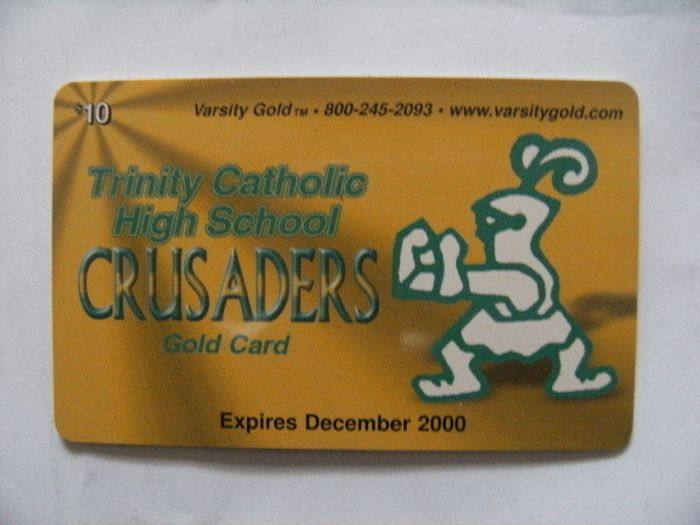 $10
Varsity Gold™ • 800-245-2093 • www.varsitygold.com
Trinity Catholic
High School
CRUSADERS
Gold Card
Expires December 2000